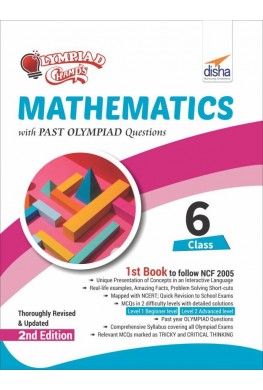 OLYMPIAD
CHAMPS
disha
MATHEMATICS
with PAST OLYMPIAD Questions
6
Class
1st Book to follow NCF 2005
Unique Presentation of Concepts in an Interactive Language
Real-life examples, Amazing Facts, Problem Solving Short-cuts
Mapped with NCERT; Quick Revision to School Exams
MCQs in 2 difficulty levels with detailed solutions
Level 1 Beginner level Level 2 Advanced level
Past year OLYMPIAD Questions
Comprehensive Syllabus covering all Olympiad Exams
Relevant MCQs marked as TRICKY and CRITICAL THINKING
Thoroughly Revised
& Updated
2nd Edition